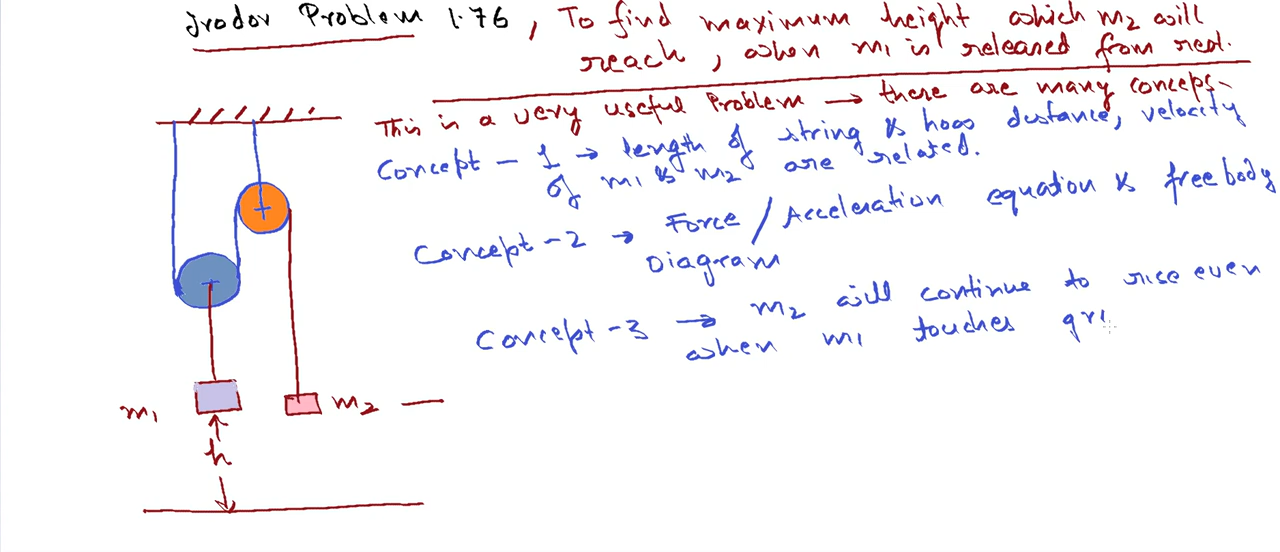 Irodov Problem 1.76, To find maximum height which m2 will
reach, when m1 is released from rest.
This is a very useful Problem → there are many conceps-
Concept - 1 → length of string & hoos distance, velocity
of m1 & m2 are related.
Concept - 2 → Force / Acceleration equation & free body
Diagram
Concept - 3 → m2 will continue to rise even
when m1 touches gr
m1
m2
h